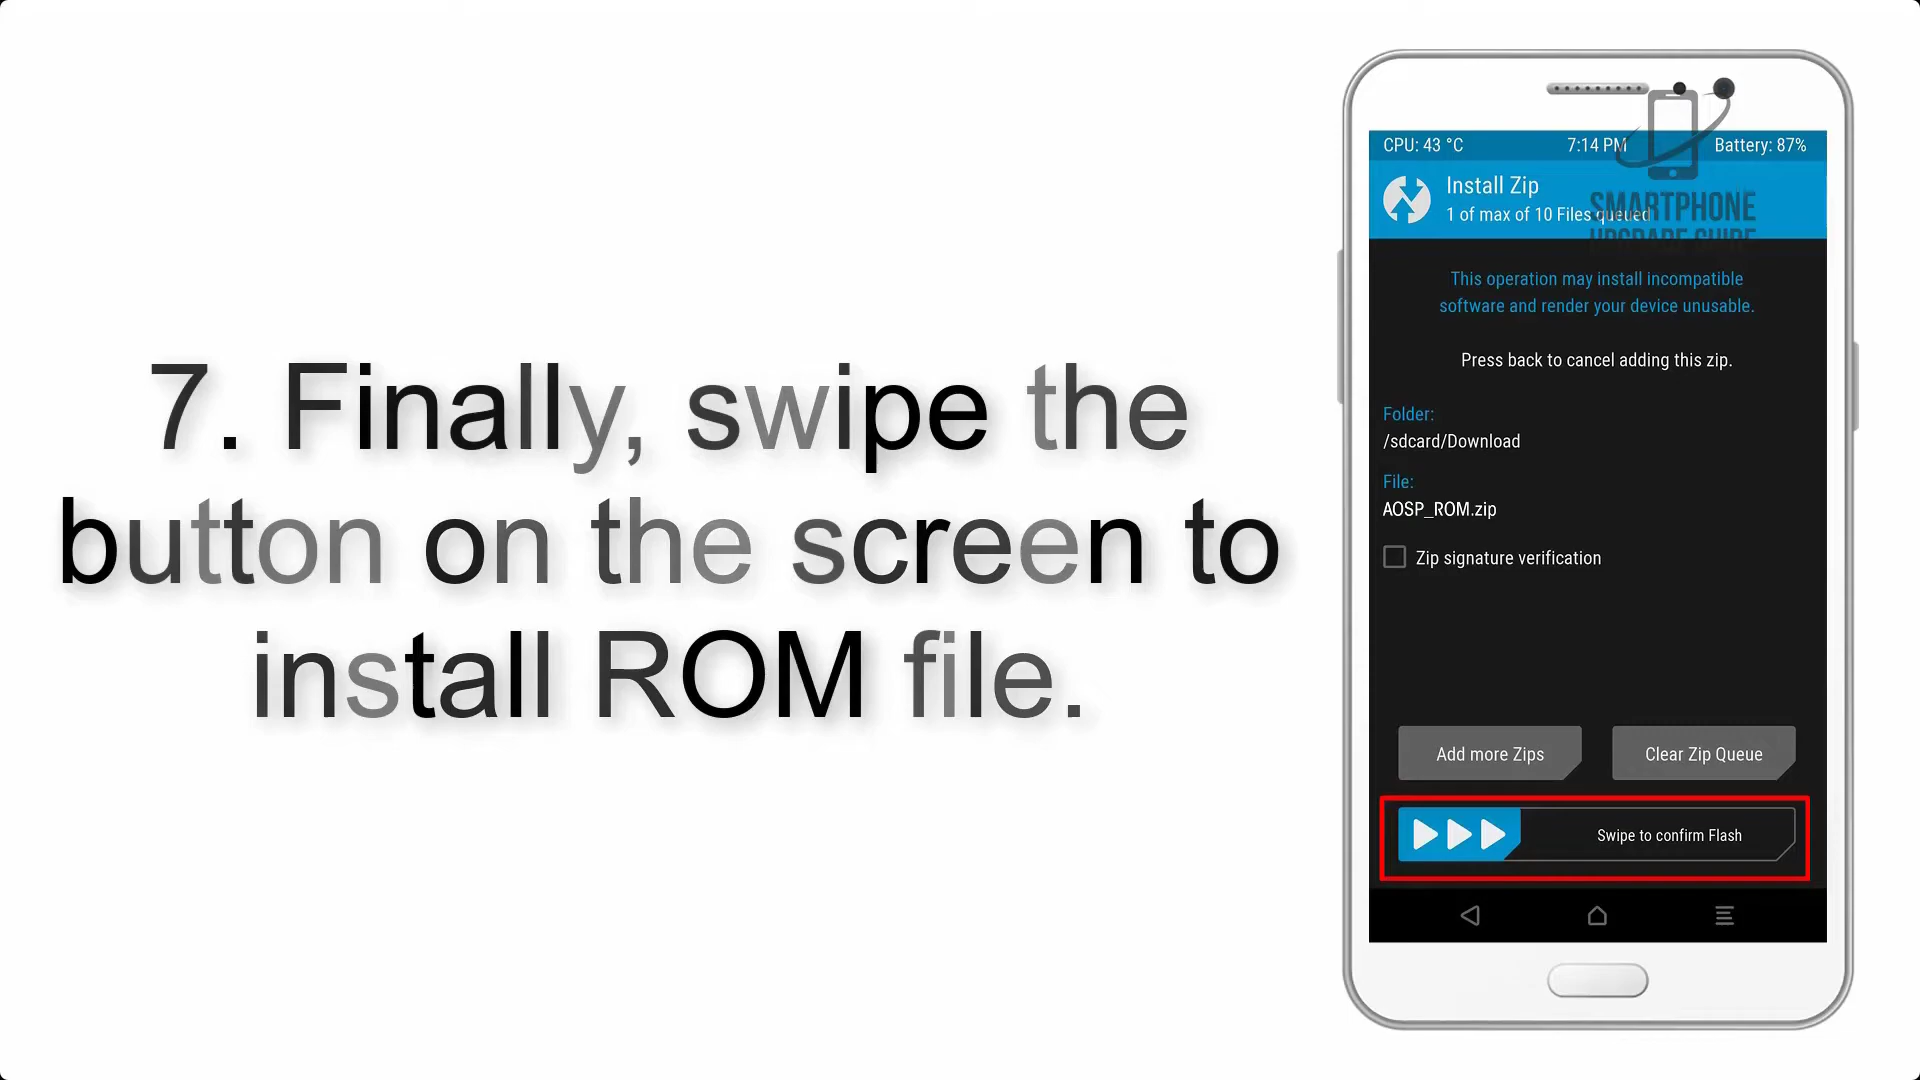 7. Finally, swipe the
button on the screen to
install ROM file.
CPU: 43 °C 7:14 PM Battery: 87%
Install Zip
1 of max of 10 Files queued
SMARTPHONE
UPGRADE GUIDE
This operation may install incompatible
software and render your device unusable.
Press back to cancel adding this zip.
Folder:
/sdcard/Download
File:
AOSP_ROM.zip
Zip signature verification
Add more Zips Clear Zip Queue
Swipe to confirm Flash